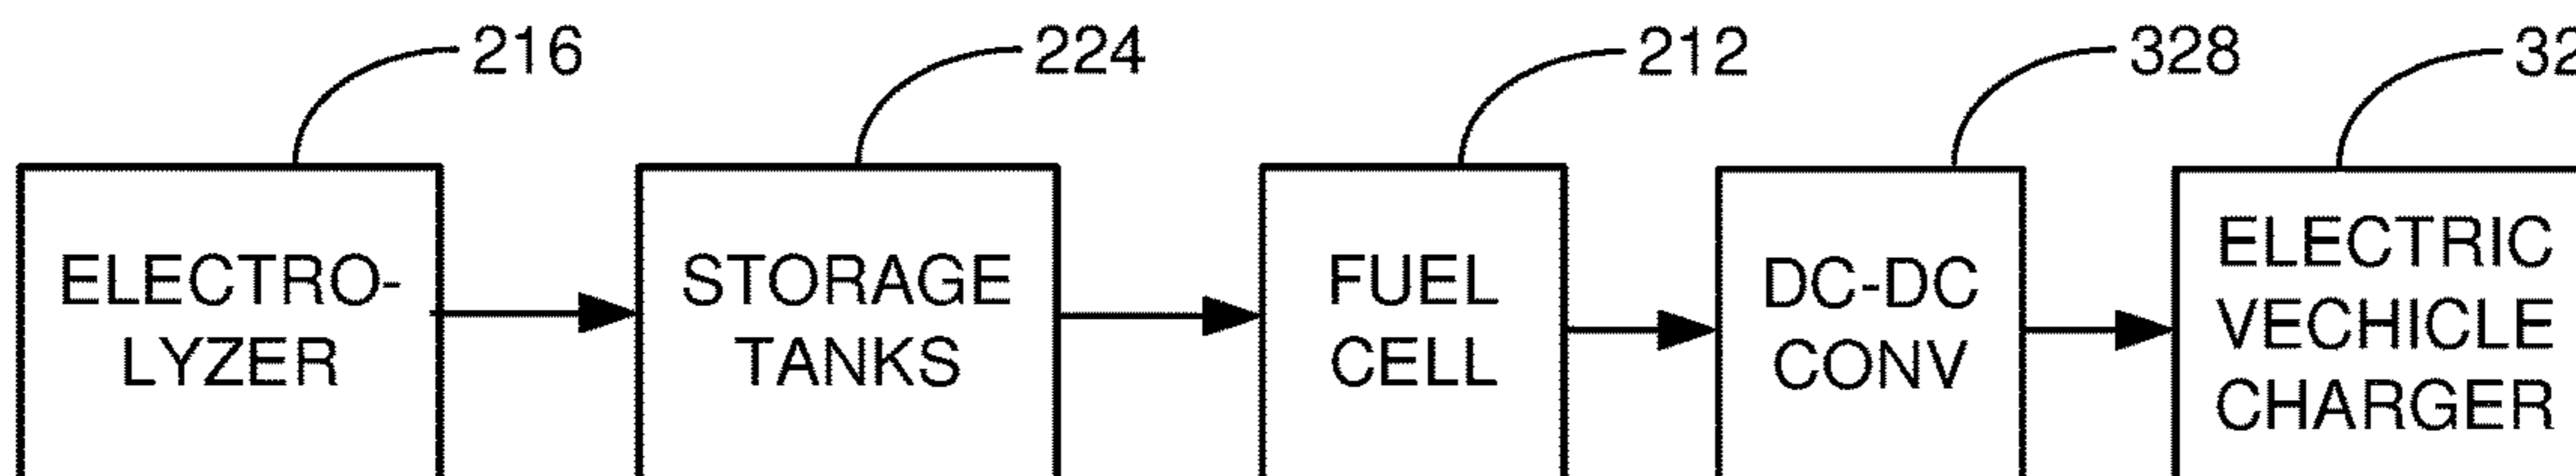 216
224
212
328
ELECTRO-
LYZER
STORAGE
TANKS
FUEL
CELL
DC-DC
CONV
ELECTRIC
VECHICLE
CHARGER